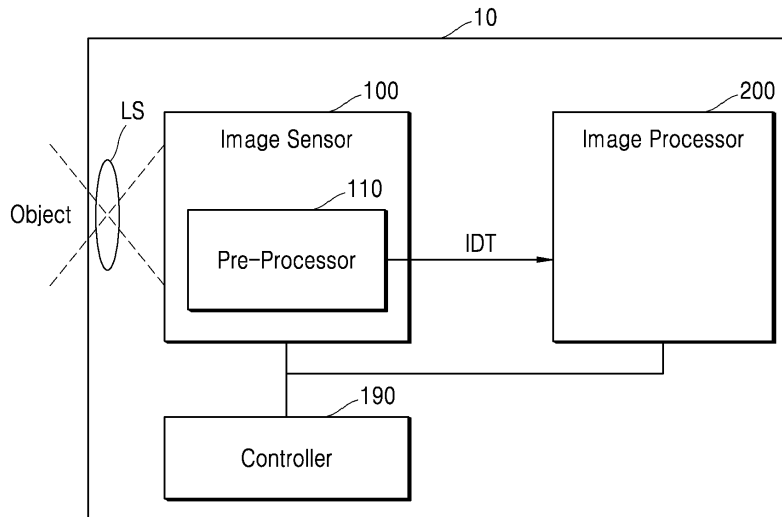 10
100
200
LS
Image Sensor
Image Processor
110
Object
Pre-Processor
IDT
190
Controller